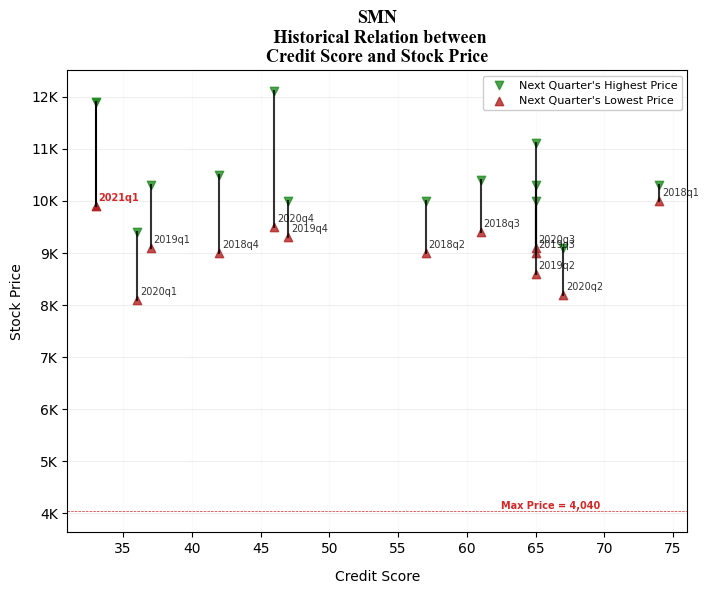 SMN
Historical Relation between
Credit Score and Stock Price
Next Quarter's Highest Price
Next Quarter's Lowest Price
12K
11K
10K
9K
8K
7K
6K
5K
4K
Stock Price
2021q1
2020q1
2019q1
2018q4
2020q4
2019q4
2018q2
2018q3
2020q3
2019q3
2019q2
2020q2
2018q1
Max Price = 4,040
35 40 45 50 55 60 65 70 75
Credit Score